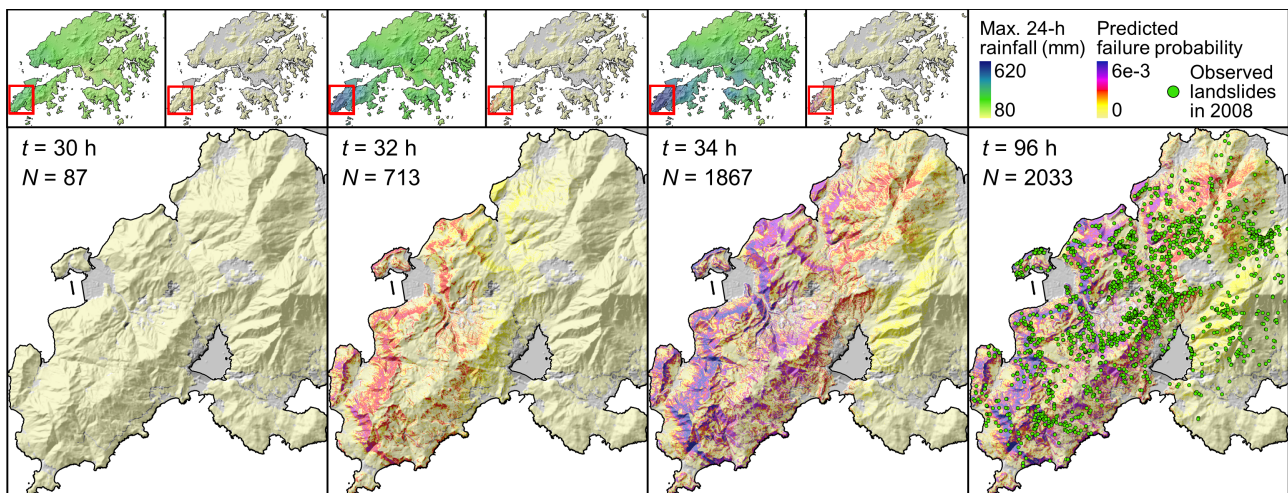 Max. 24-h
rainfall (mm)
620
80
Predicted
failure probability
6e-3
0
Observed
landslides
in 2008
t = 30 h
N = 87
t = 32 h
N = 713
t = 34 h
N = 1867
t = 96 h
N = 2033